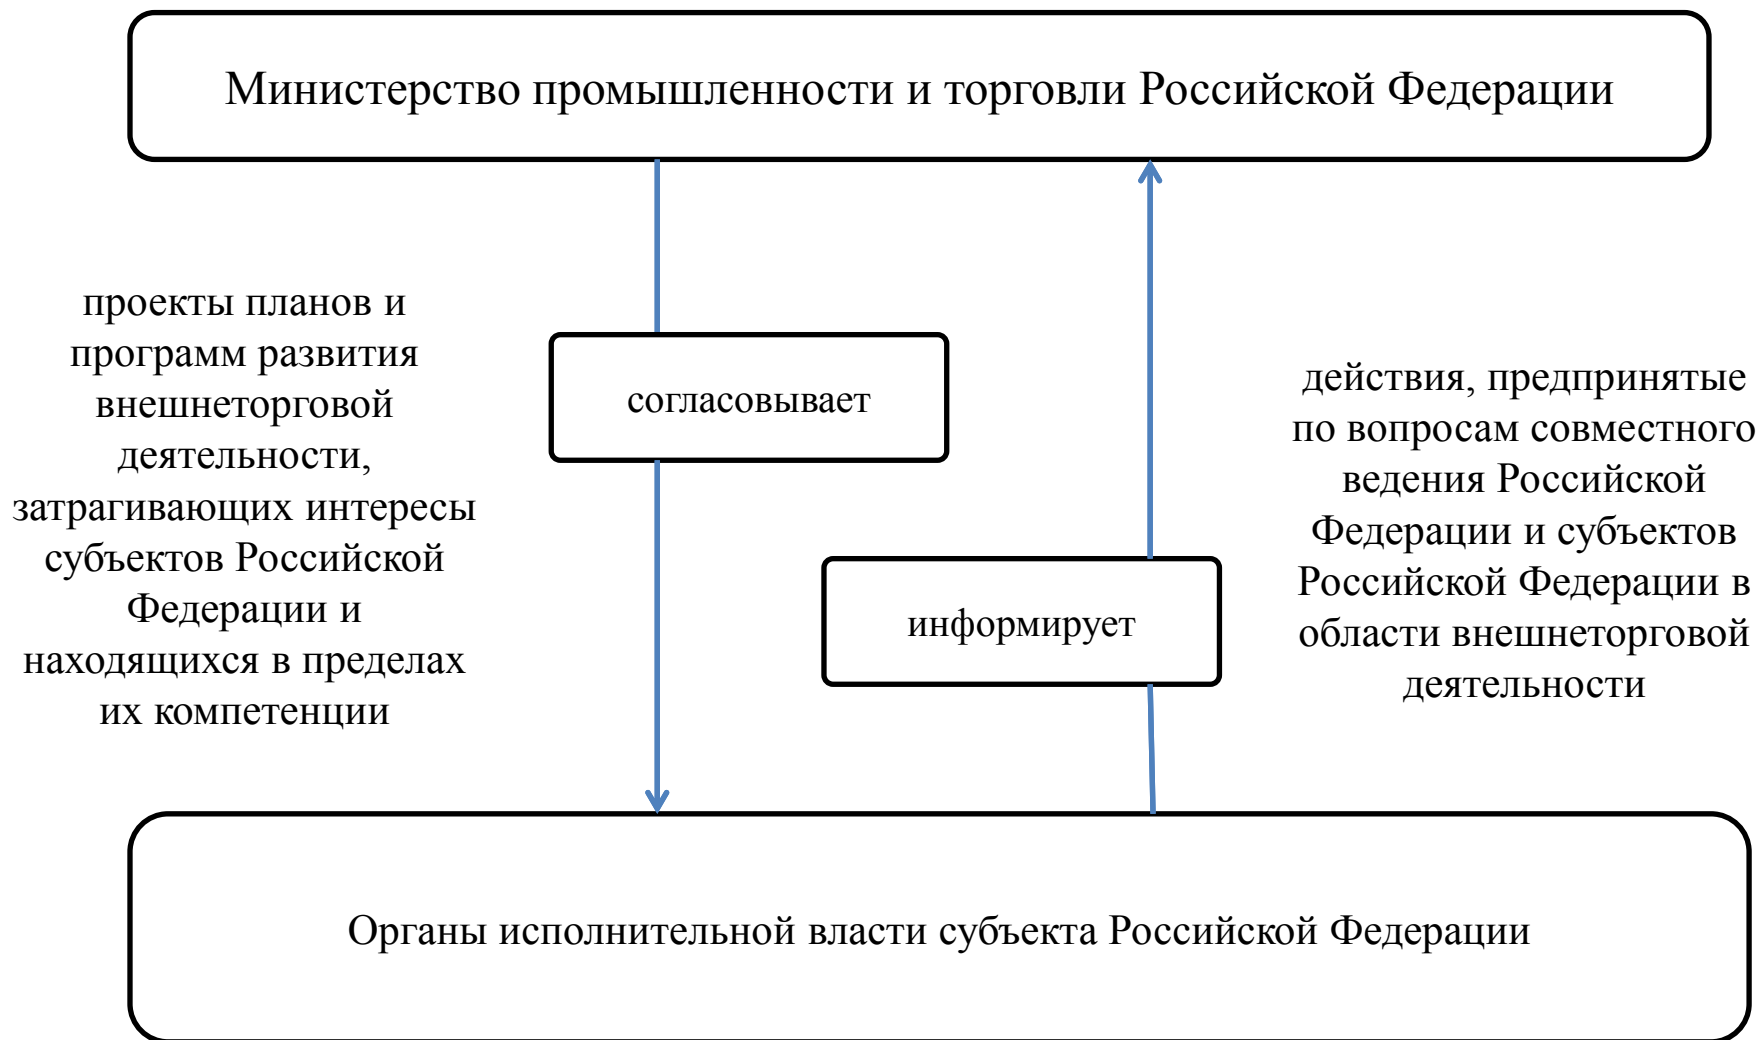 Министерство промышленности и торговли Российской Федерации
проекты планов и
программ развития
внешнеторговой
деятельности,
затрагивающих интересы
субъектов Российской
Федерации и
находящихся в пределах
их компетенции
согласовывает
информирует
действия, предпринятые
по вопросам совместного
ведения Российской
Федерации и субъектов
Российской Федерации в
области внешнеторговой
деятельности
Органы исполнительной власти субъекта Российской Федерации